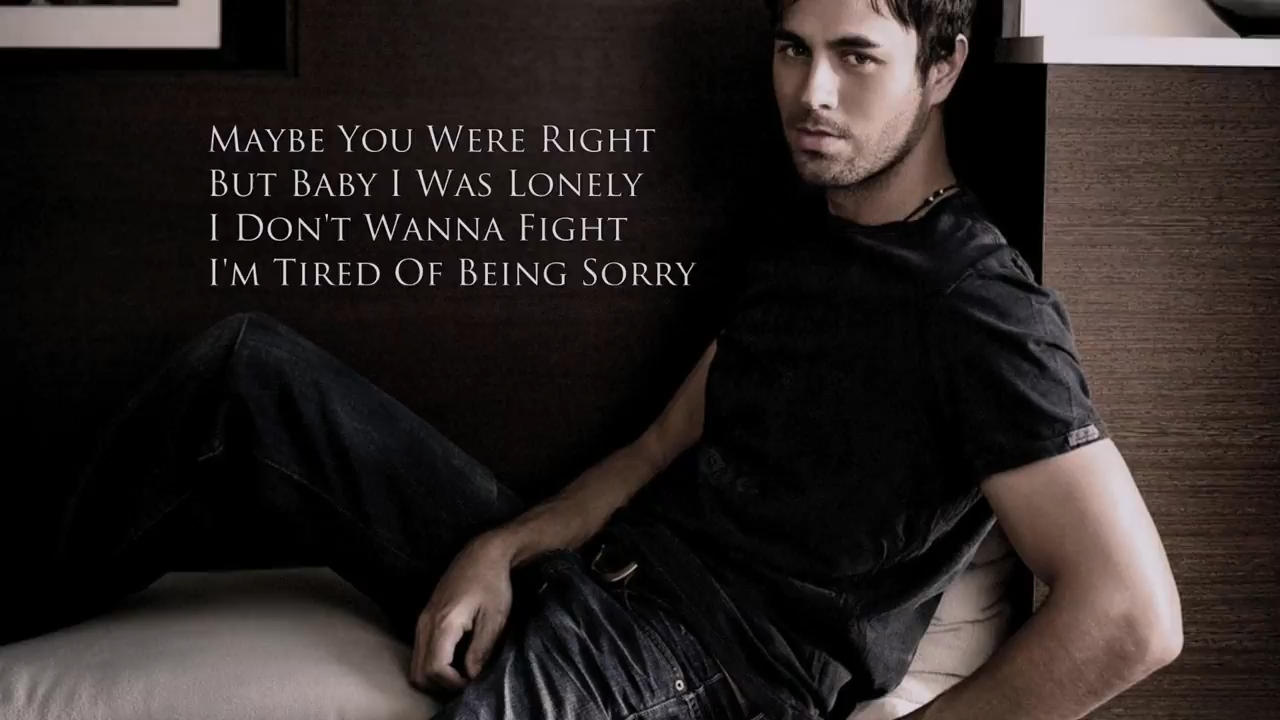 Maybe You Were Right
But Baby I Was Lonely
I Don't Wanna Fight
I'm Tired Of Being Sorry